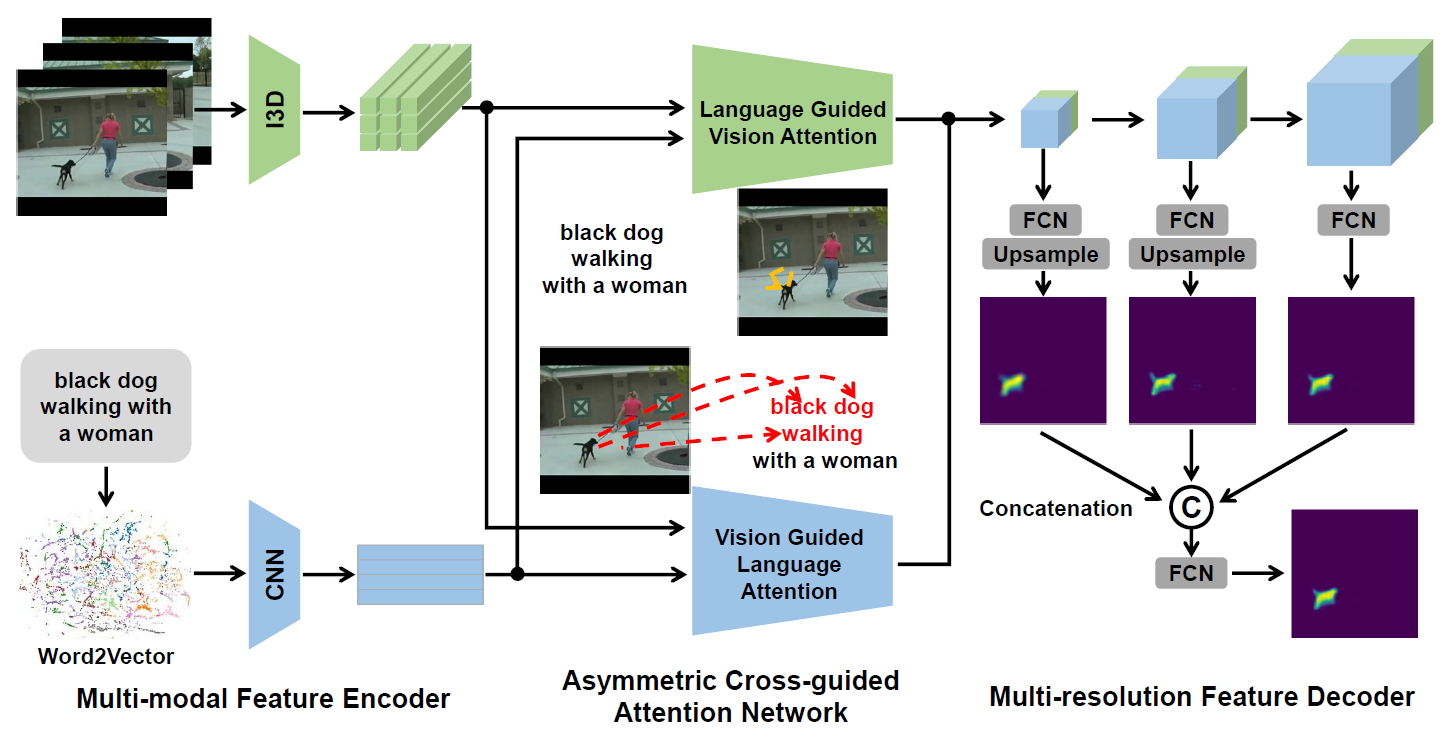 I3D
Language Guided
Vision Attention
black dog
walking
with a woman
FCN
Upsample
FCN
Upsample
FCN
black dog
walking with
a woman
black dog
walking
with a woman
Concatenation
C
FCN
CNN
Vision Guided
Language
Attention
Word2Vector
Multi-modal Feature Encoder
Asymmetric Cross-guided
Attention Network
Multi-resolution Feature Decoder